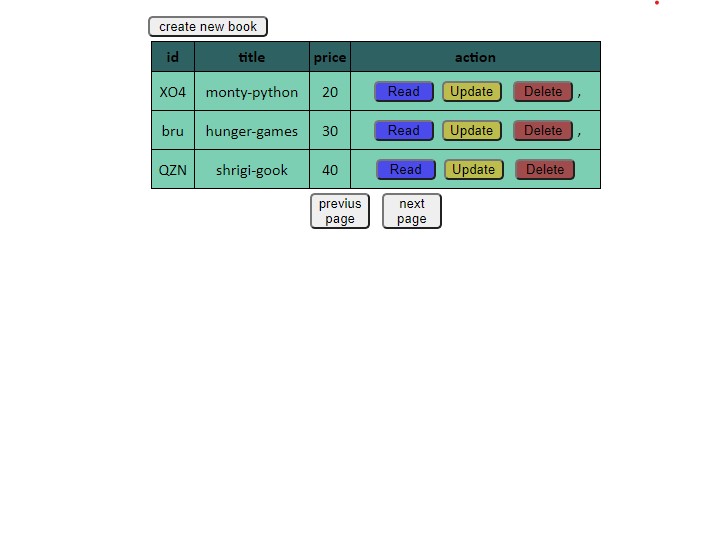 create new book
id title price action
XO4 monty-python 20 Read Update Delete ,
bru hunger-games 30 Read Update Delete ,
QZN shrigi-gook 40 Read Update Delete
previus page next page